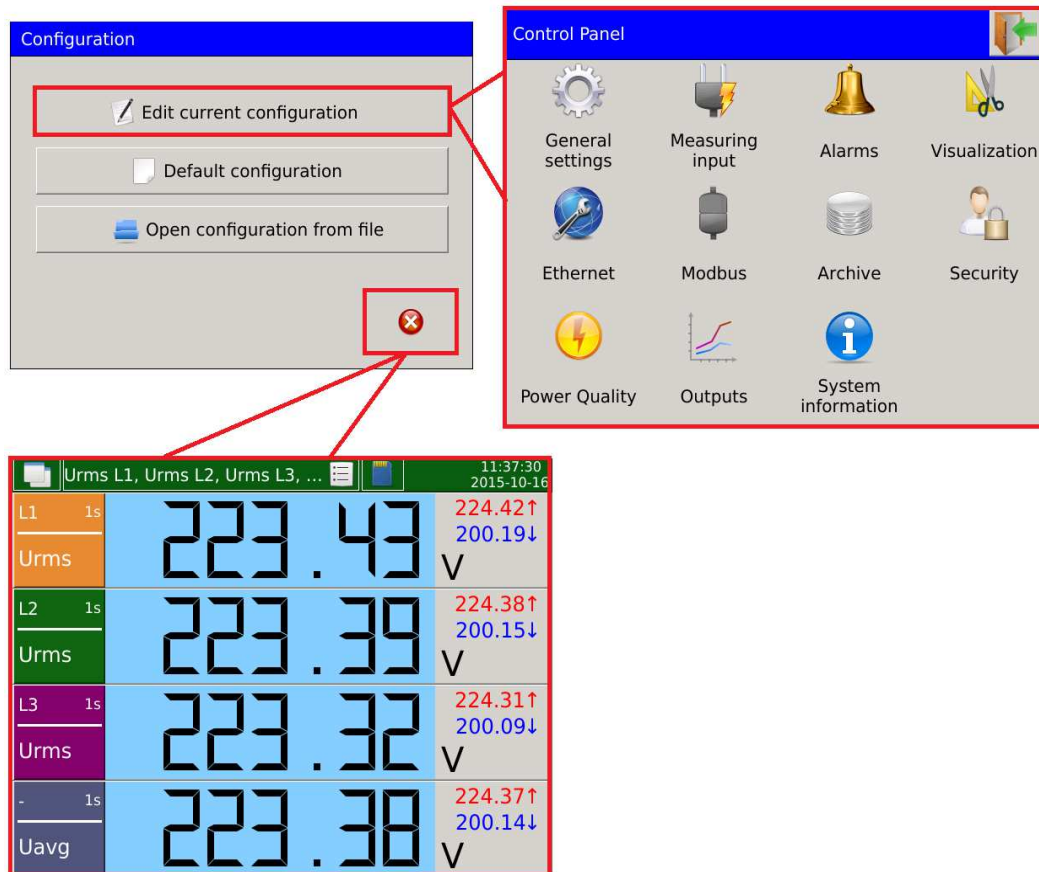 Configuration
Edit current configuration
Default configuration
Open configuration from file
Control Panel
General
settings
Measuring
input
Alarms
Visualization
Ethernet
Modbus
Archive
Security
Power Quality
Outputs
System
information
Urms L1, Urms L2, Urms L3, ...
11:37:30
2015-10-16
L1 1s
Urms
223.43
224.42↑
200.19↓
V
L2 1s
Urms
223.39
224.38↑
200.15↓
V
L3 1s
Urms
223.32
224.31↑
200.09↓
V
- 1s
Uavg
223.38
224.37↑
200.14↓
V